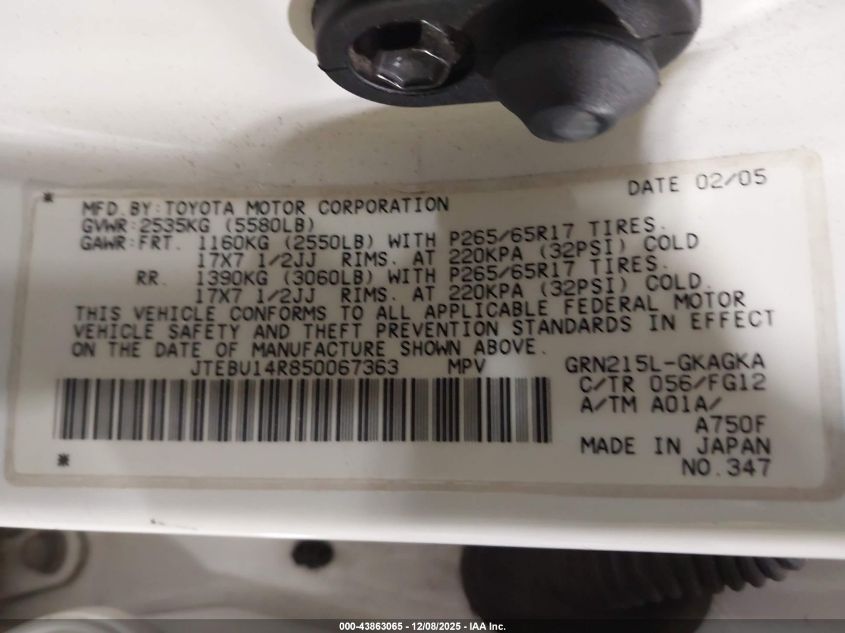 DATE 02/05
MFD. BY: TOYOTA MOTOR CORPORATION
GVWR: 2535KG (5580LB)
GAWR: FRT. 1160KG (2550LB) WITH P265/65R17 TIRES.
17X7 1/2JJ RIMS. AT 220KPA (32PSI) COLD
RR. 1390KG (3060LB) WITH P265/65R17 TIRES.
17X7 1/2JJ RIMS. AT 220KPA (32PSI) COLD.
THIS VEHICLE CONFORMS TO ALL APPLICABLE FEDERAL MOTOR
VEHICLE SAFETY AND THEFT PREVENTION STANDARDS IN EFFECT
ON THE DATE OF MANUFACTURE SHOWN ABOVE.
JTEBU14R850067363 MPV GRN215L-GKAGKA
C/TR 056/FG12
A/TM A01A/
A750F
MADE IN JAPAN
NO. 347
000-43863065 - 12/08/2025 - IAA Inc.